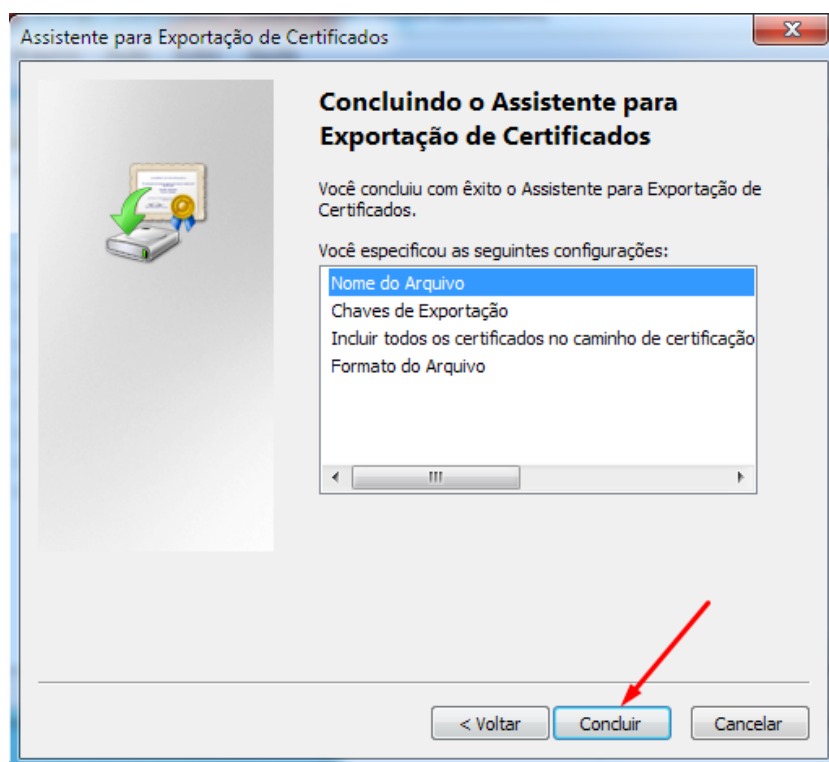 Assistente para Exportação de Certificados
Concluindo o Assistente para
Exportação de Certificados
Você concluiu com êxito o Assistente para Exportação de
Certificados.
Você especificou as seguintes configurações:
Nome do Arquivo
Chaves de Exportação
Incluir todos os certificados no caminho de certificação
Formato do Arquivo
< Voltar
Concluir
Cancelar